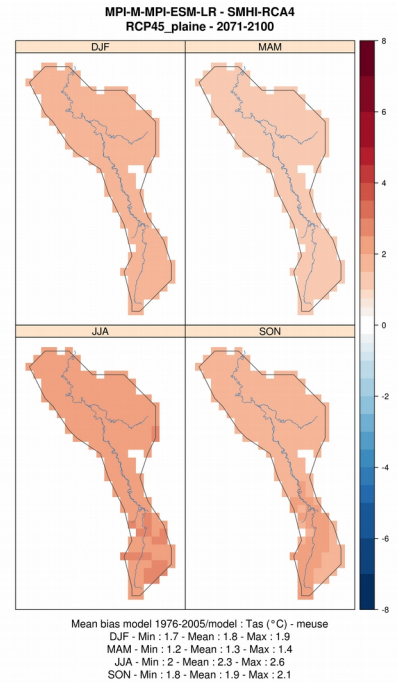 MPI-M-MPI-ESM-LR - SMHI-RCA4
RCP45_plaine - 2071-2100
DJF
MAM
JJA
SON
8
6
4
2
0
-2
-4
-6
-8
Mean bias model 1976-2005/model : Tas (°C) - meuse
DJF - Min : 1.7 - Mean : 1.8 - Max : 1.9
MAM - Min : 1.2 - Mean : 1.3 - Max : 1.4
JJA - Min : 2 - Mean : 2.3 - Max : 2.6
SON - Min : 1.8 - Mean : 1.9 - Max : 2.1